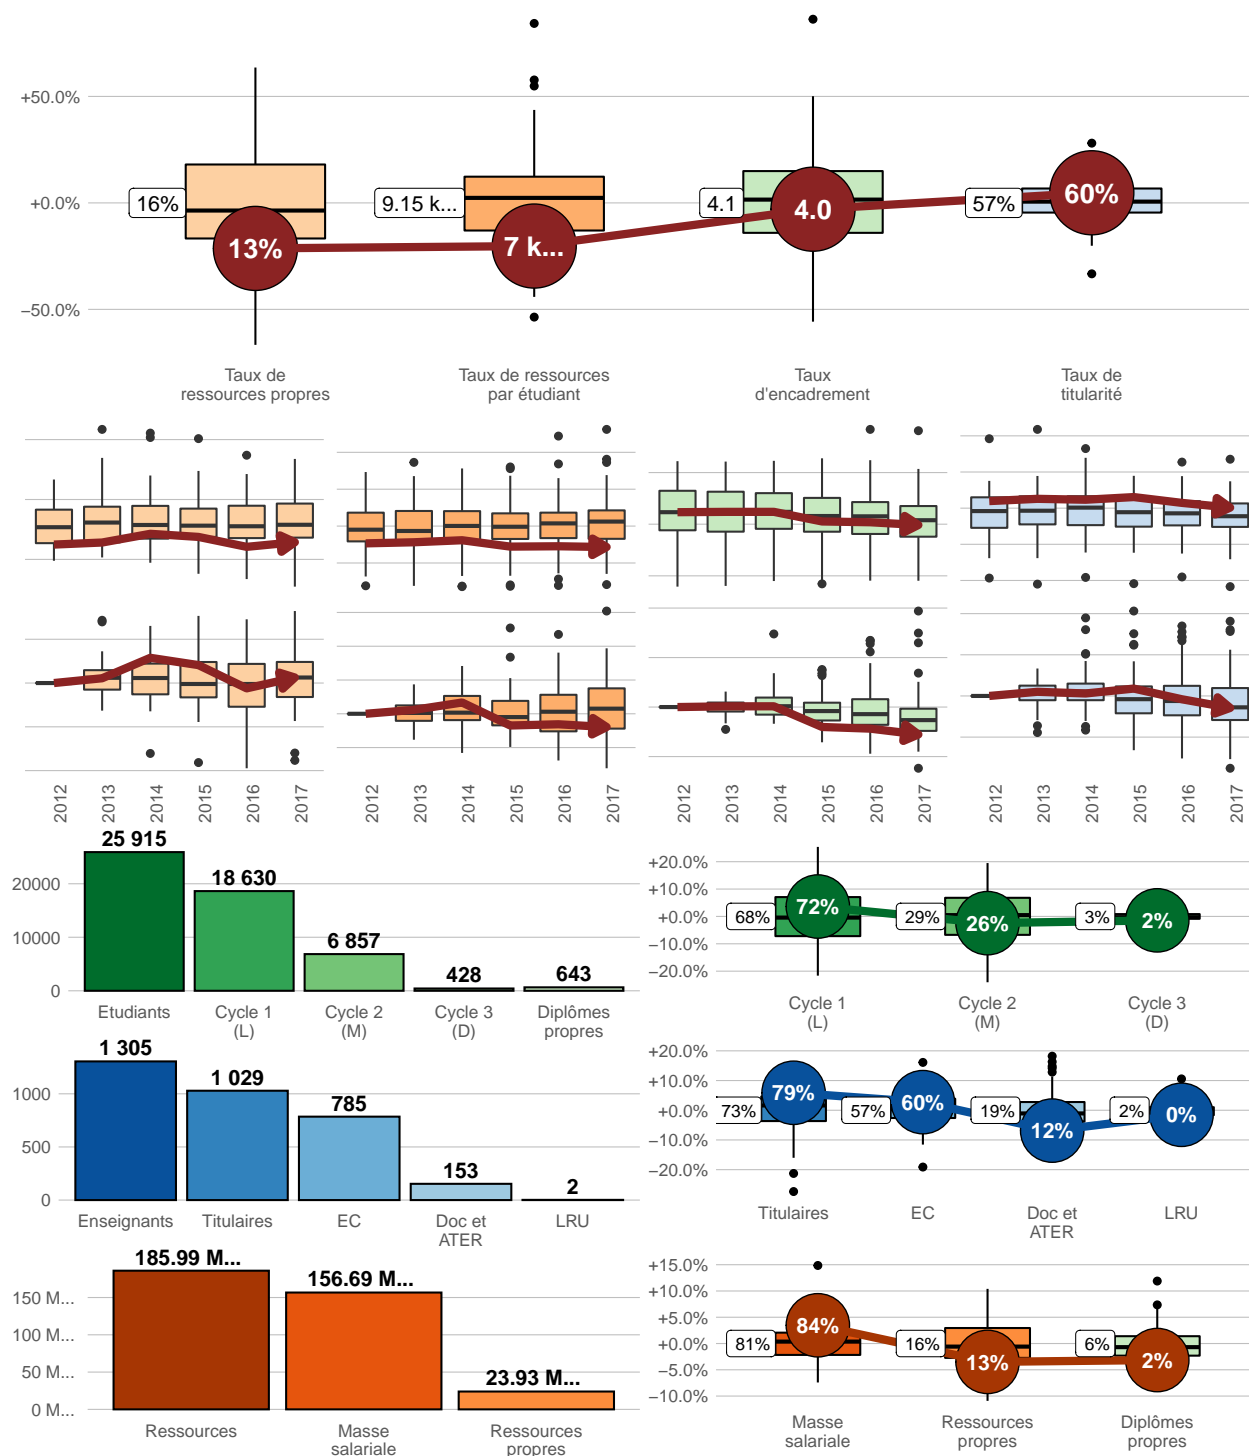 +50.0%
+0.0%
−50.0%
16%
13%
9.15 k...
7 k...
4.1
4.0
57%
60%
Taux de
ressources propres
Taux de ressources
par étudiant
Taux
d'encadrement
Taux de
titularité
2012
2013
2014
2015
2016
2017
2012
2013
2014
2015
2016
2017
2012
2013
2014
2015
2016
2017
2012
2013
2014
2015
2016
2017
20000
10000
0
25 915
18 630
6 857
428
643
Etudiants
Cycle 1
(L)
Cycle 2
(M)
Cycle 3
(D)
Diplômes
propres
+20.0%
+10.0%
+0.0%
−10.0%
−20.0%
68%
72%
29%
26%
3%
2%
Cycle 1
(L)
Cycle 2
(M)
Cycle 3
(D)
1000
500
0
1 305
1 029
785
153
2
Enseignants
Titulaires
EC
Doc et
ATER
LRU
+20.0%
+10.0%
+0.0%
−10.0%
−20.0%
73%
79%
57%
60%
19%
12%
2%
0%
Titulaires
EC
Doc et
ATER
LRU
150 M...
100 M...
50 M...
0 M...
185.99 M...
156.69 M...
23.93 M...
Ressources
Masse
salariale
Ressources
propres
+15.0%
+10.0%
+5.0%
+0.0%
−5.0%
−10.0%
81%
84%
16%
13%
6%
2%
Masse
salariale
Ressources
propres
Diplômes
propres